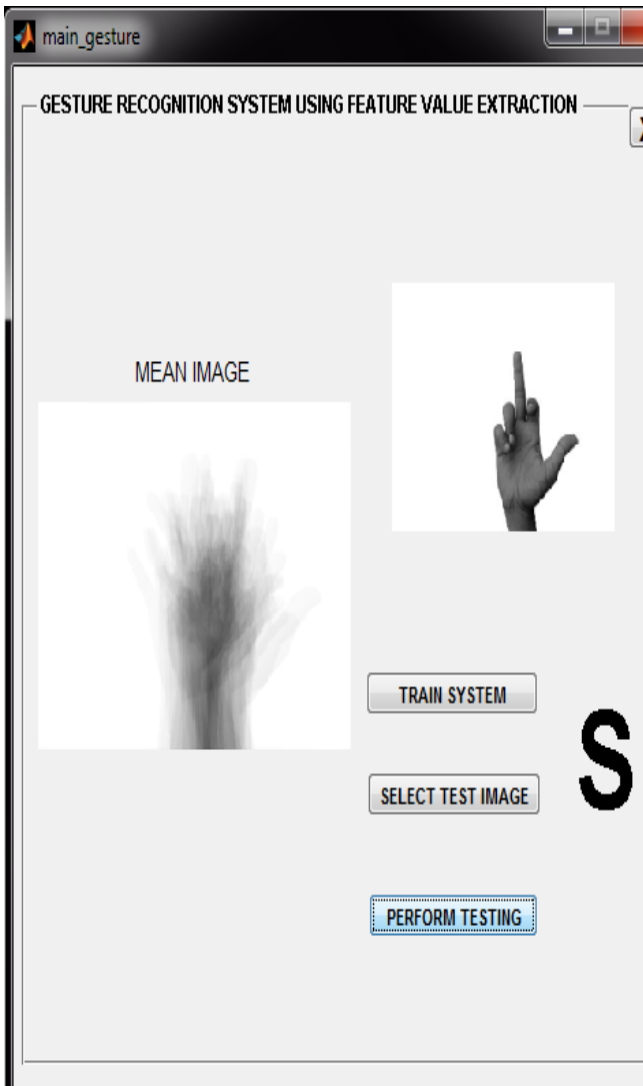 main_gesture
GESTURE RECOGNITION SYSTEM USING FEATURE VALUE EXTRACTION
MEAN IMAGE
TRAIN SYSTEM
S
SELECT TEST IMAGE
PERFORM TESTING